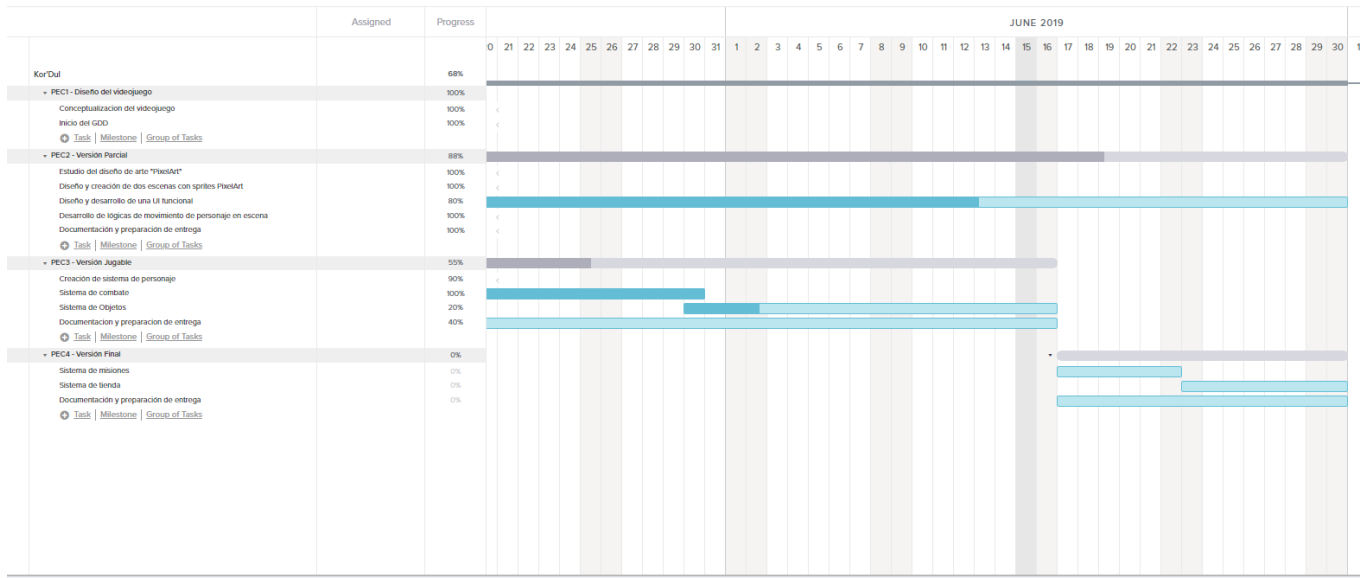 Assigned Progress JUNE 2019
20 21 22 23 24 25 26 27 28 29 30 31 1 2 3 4 5 6 7 8 9 10 11 12 13 14 15 16 17 18 19 20 21 22 23 24 25 26 27 28 29 30 1
Kor'Dul 68%
PEC1 - Diseño del videojuego 100%
Conceptualizacion del videojuego 100%
Inicio del GDD 100%
Task | Milestone | Group of Tasks
PEC2 - Versión Parcial 88%
Estudio del diseño de arte "PixelArt" 100%
Diseño y creación de dos escenas con sprites PixelArt 100%
Diseño y desarrollo de una UI funcional 80%
Desarrollo de lógicas de movimiento de personaje en escena 100%
Documentación y preparación de entrega 100%
Task | Milestone | Group of Tasks
PEC3 - Versión Jugable 55%
Creación de sistema de personaje 90%
Sistema de combate 100%
Sistema de Objetos 20%
Documentacion y preparacion de entrega 40%
Task | Milestone | Group of Tasks
PEC4 - Versión Final 0%
Sistema de misiones 0%
Sistema de tienda 0%
Documentación y preparación de entrega 0%
Task | Milestone | Group of Tasks